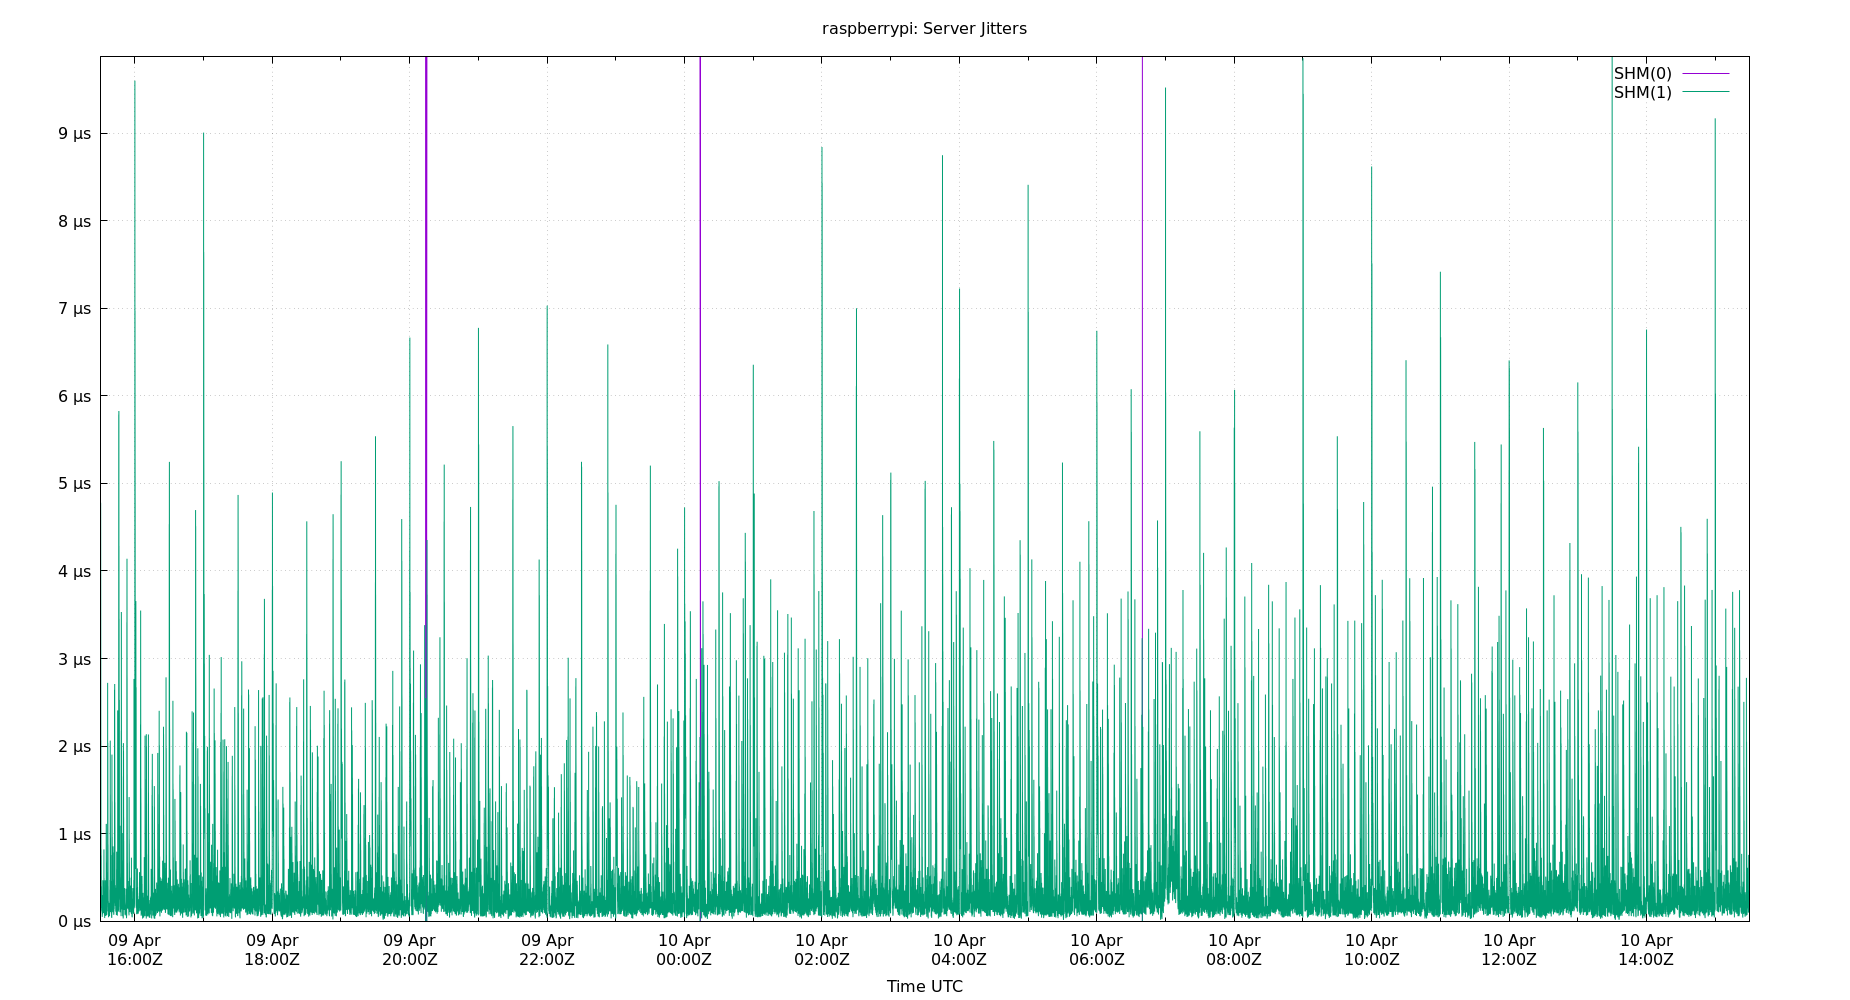 raspberrypi: Server Jitters
SHM(0)
SHM(1)
9 µs
8 µs
7 µs
6 µs
5 µs
4 µs
3 µs
2 µs
1 µs
0 µs
09 Apr 09 Apr 09 Apr 09 Apr 10 Apr 10 Apr 10 Apr 10 Apr 10 Apr 10 Apr 10 Apr 10 Apr
16:00Z 18:00Z 20:00Z 22:00Z 00:00Z 02:00Z 04:00Z 06:00Z 08:00Z 10:00Z 12:00Z 14:00Z
Time UTC